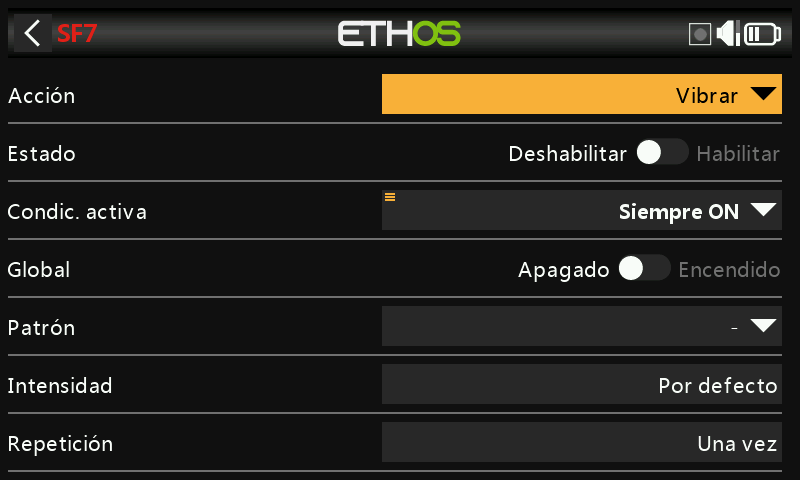 SF7 ETHOS
Acción Vibrar
Estado Deshabilitar Habilitar
Condic. activa Siempre ON
Global Apagado Encendido
Patrón -
Intensidad Por defecto
Repetición Una vez